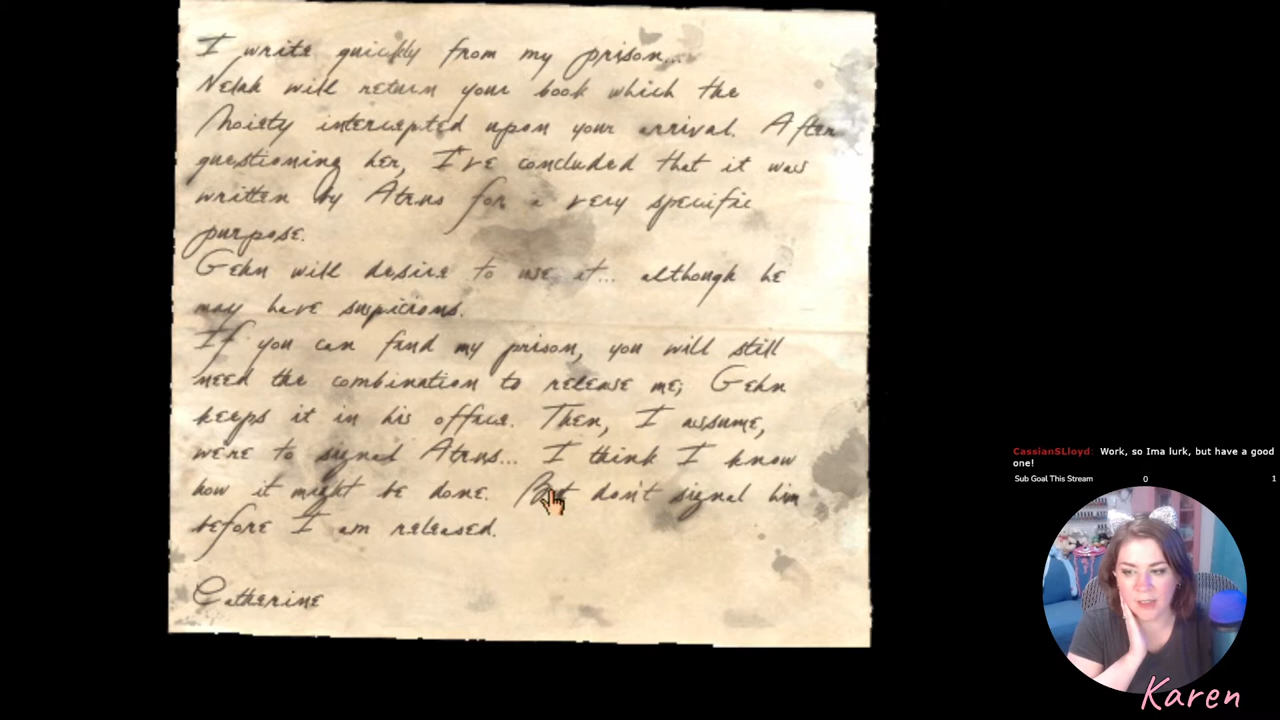 I write quickly from my prison...
Nelah will return your book which the
Moiety intercepted upon your arrival. After
questioning her, I've concluded that it was
written by Atrus for a very specific
purpose.
Gehn will desire to use it... although he
may have suspicions.
If you can find my prison, you will still
need the combination to release me; Gehn
keeps it in his office. Then, I assume,
we're to signal Atrus... I think I know
how it might be done. But don't signal him
before I am released.
Catherine
CassianSLloyd: Work, so Ima lurk, but have a good
one!
Sub Goal This Stream 0 1
Karen